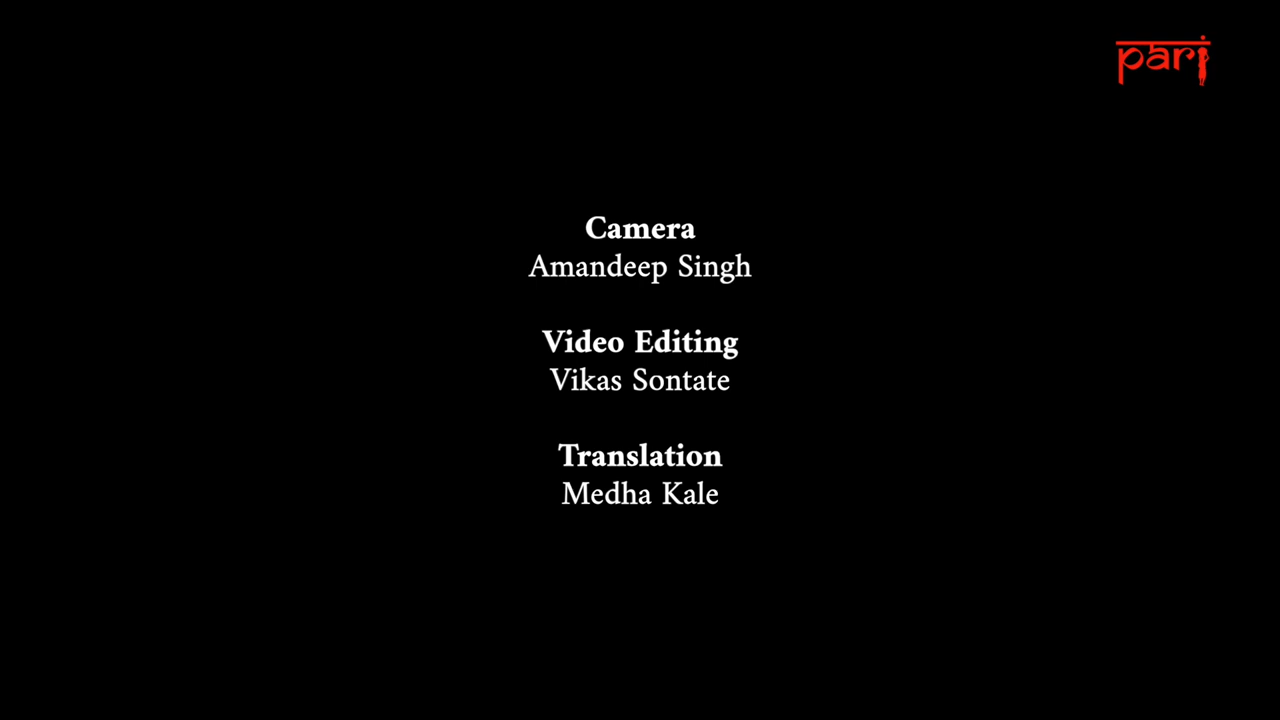 pari
Camera
Amandeep Singh
Video Editing
Vikas Sontate
Translation
Medha Kale